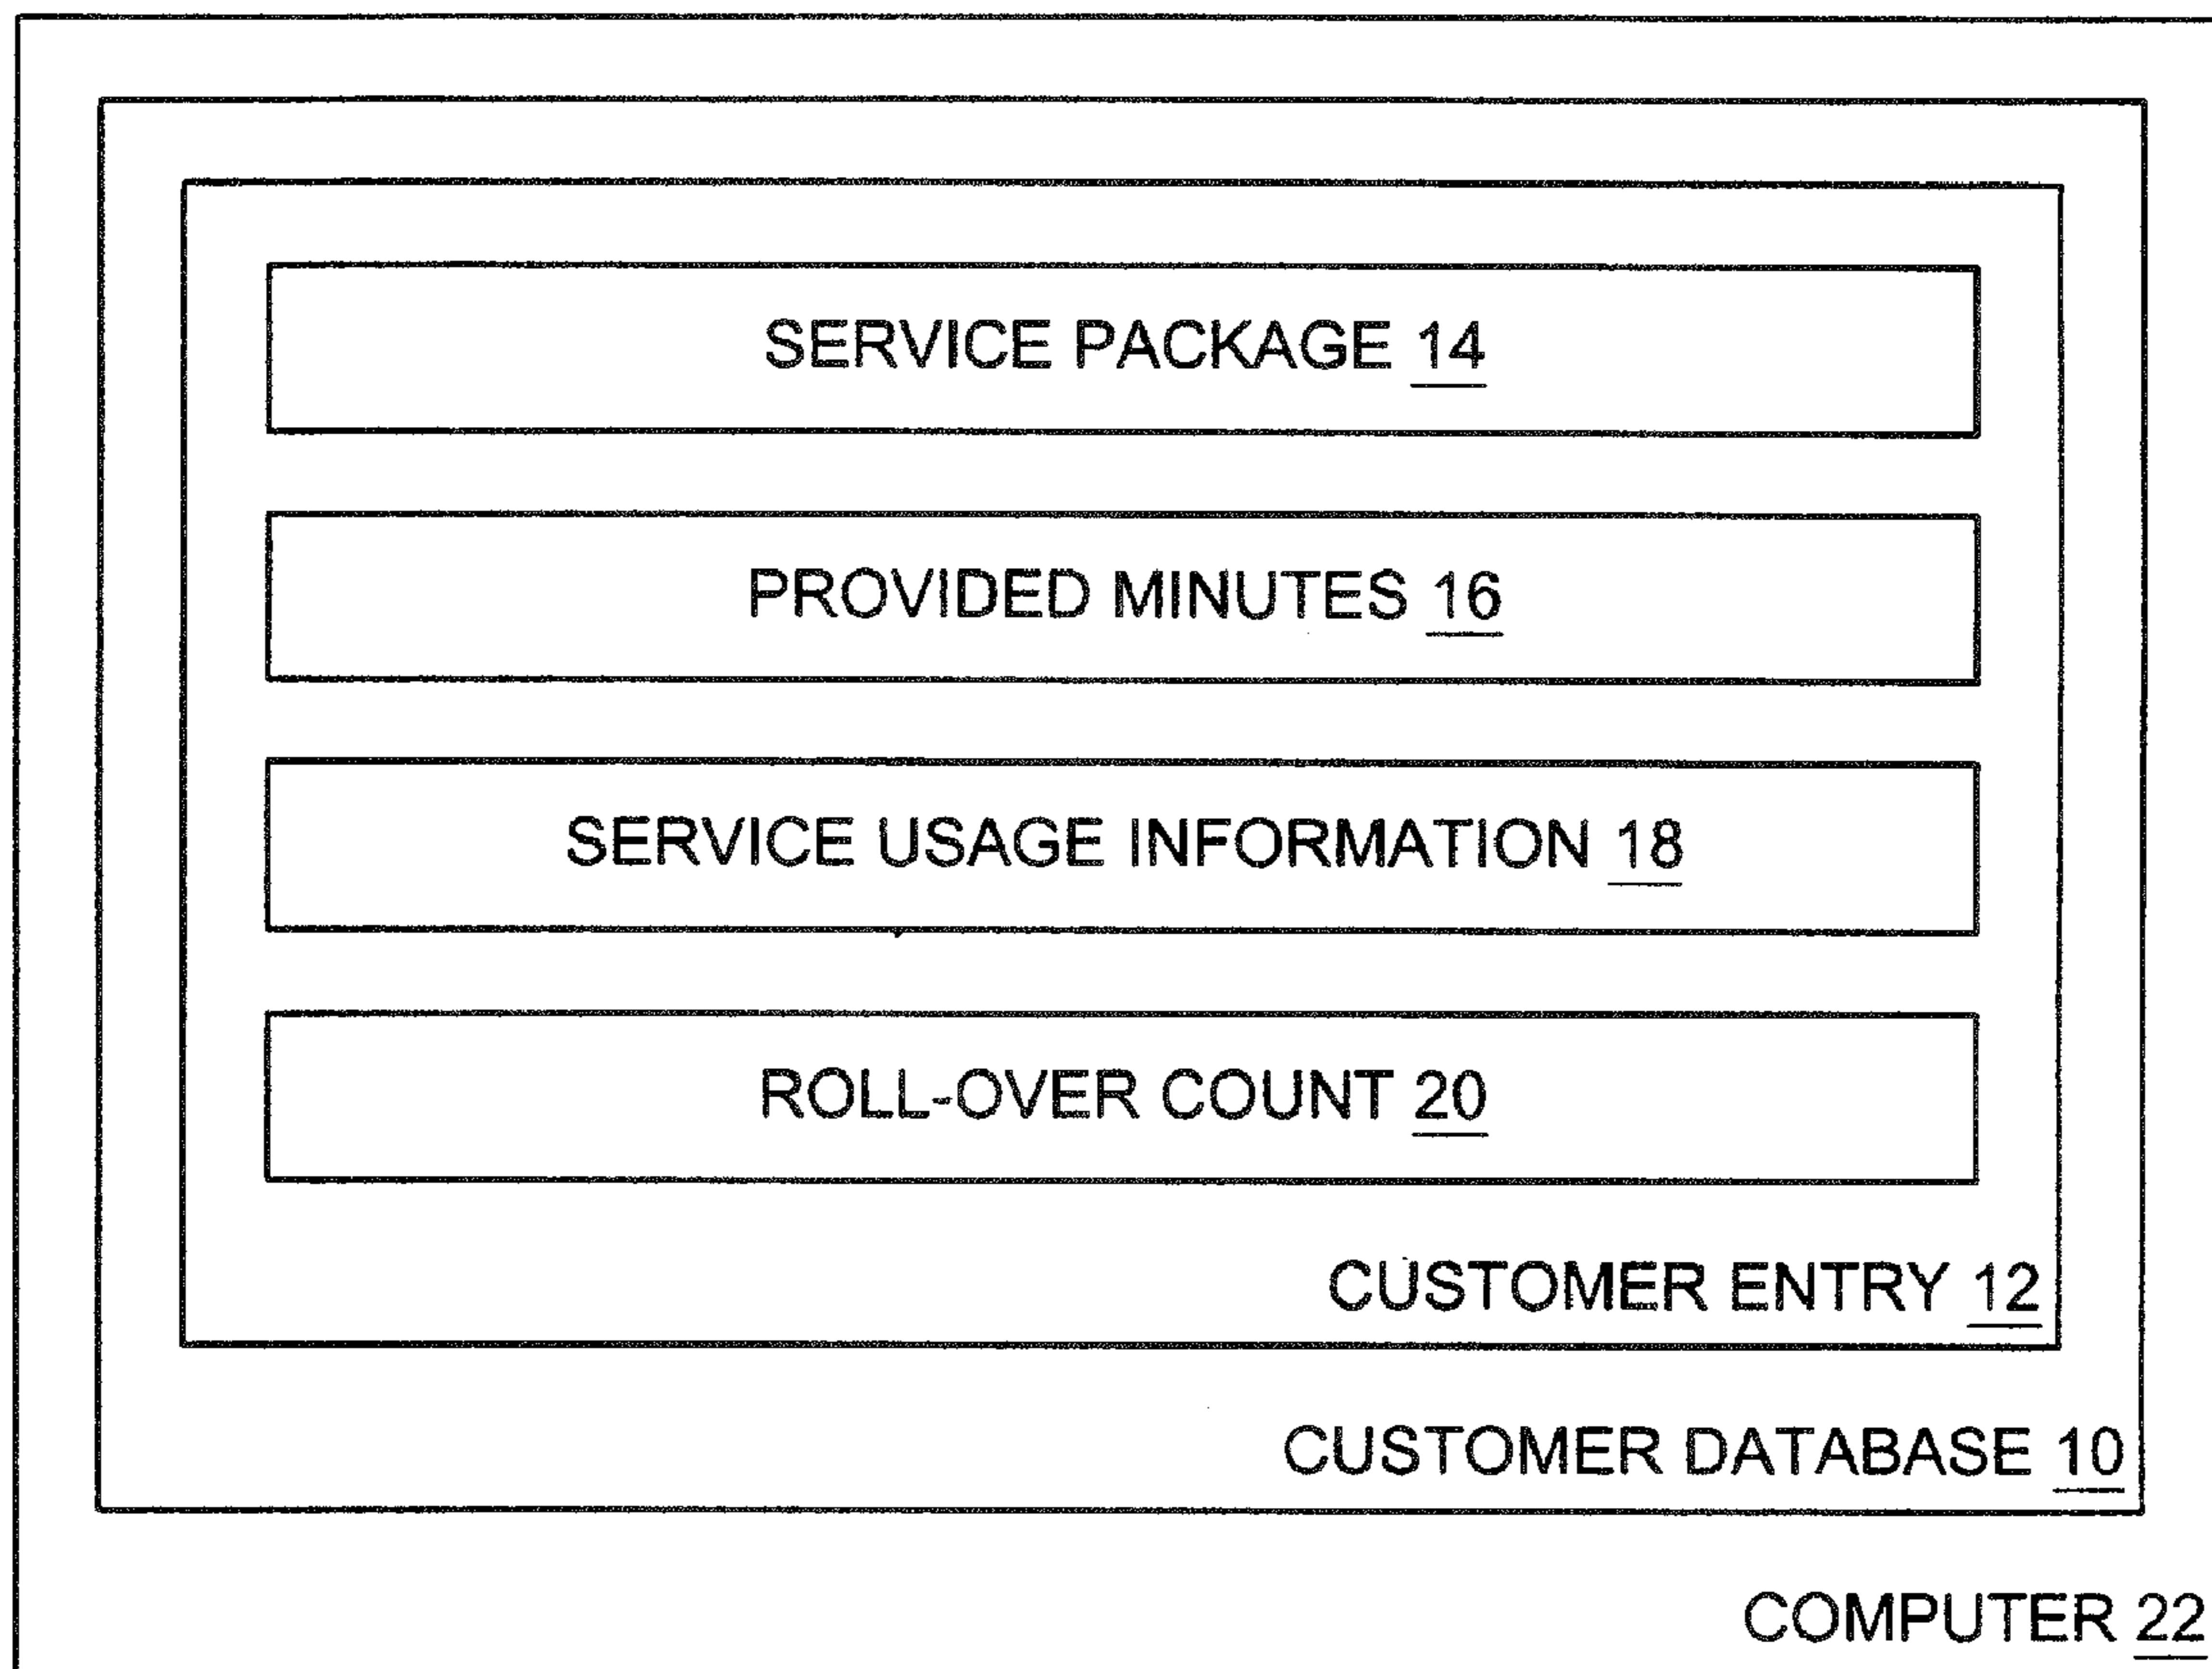 SERVICE PACKAGE 14
PROVIDED MINUTES 16
SERVICE USAGE INFORMATION 18
ROLL-OVER COUNT 20
CUSTOMER ENTRY 12
CUSTOMER DATABASE 10
COMPUTER 22